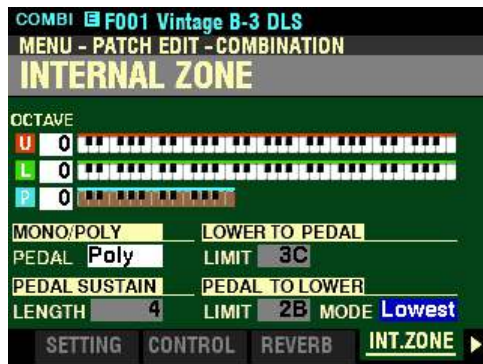 COMBI E F001 Vintage B-3 DLS
MENU - PATCH EDIT - COMBINATION
INTERNAL ZONE
OCTAVE
U 0
L 0
P 0
MONO/POLY LOWER TO PEDAL
PEDAL Poly LIMIT 3C
PEDAL SUSTAIN PEDAL TO LOWER
LENGTH 4 LIMIT 2B MODE Lowest
SETTING CONTROL REVERB INT.ZONE